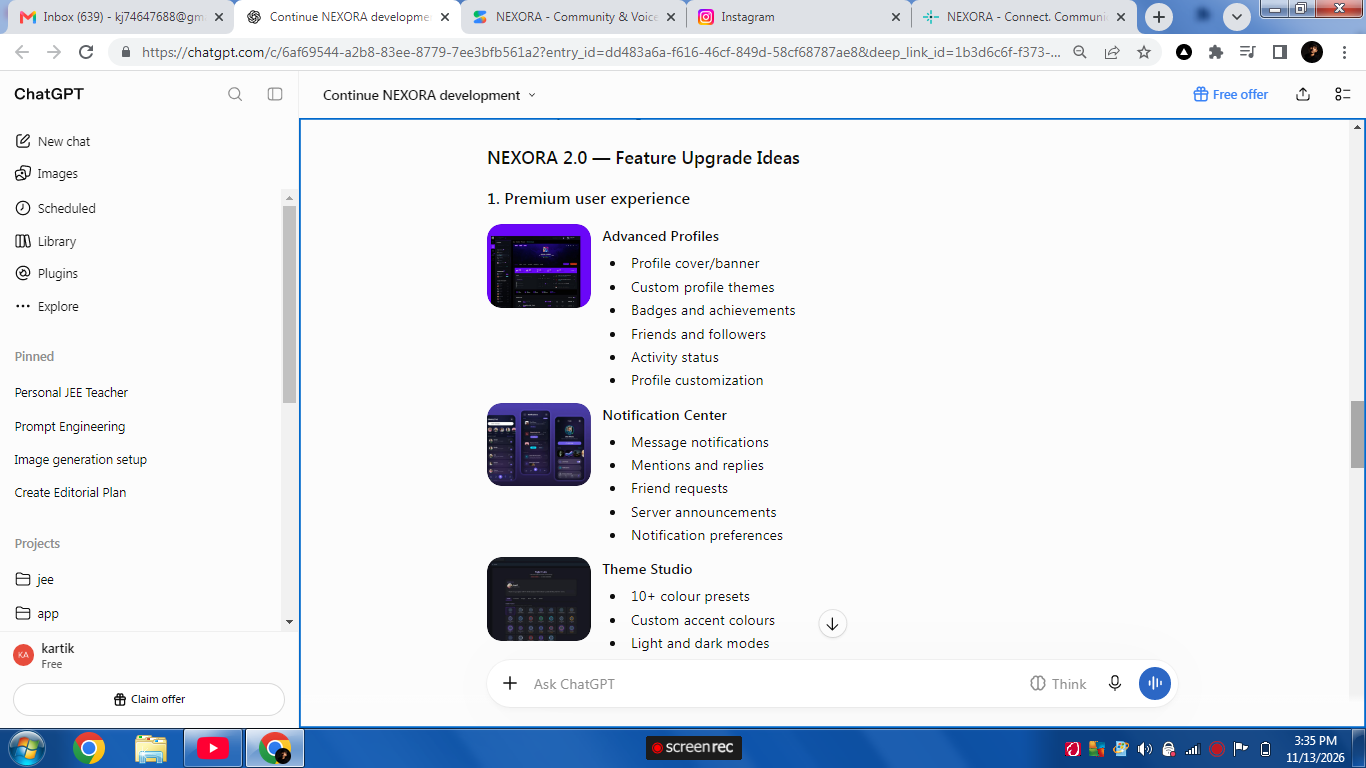 Inbox (639) - kj74647688@gm
Continue NEXORA developme
NEXORA - Community & Voice
Instagram
NEXORA - Connect. Communi
https://chatgpt.com/c/6af69544-a2b8-83ee-8779-7ee3bfb561a2?entry_id=dd483a6a-f616-46cf-849d-58cf68787ae8&deep_link_id=1b3d6c6f-f373-...
ChatGPT
Continue NEXORA development
Free offer
New chat
Images
Scheduled
Library
Plugins
Explore
Pinned
Personal JEE Teacher
Prompt Engineering
Image generation setup
Create Editorial Plan
Projects
jee
app
KA
kartik
Free
Claim offer
NEXORA 2.0 — Feature Upgrade Ideas
1. Premium user experience
Advanced Profiles
• Profile cover/banner
• Custom profile themes
• Badges and achievements
• Friends and followers
• Activity status
• Profile customization
Notification Center
• Message notifications
• Mentions and replies
• Friend requests
• Server announcements
• Notification preferences
Theme Studio
• 10+ colour presets
• Custom accent colours
• Light and dark modes
Ask ChatGPT
Think
screenrec
3:35 PM
11/13/2026